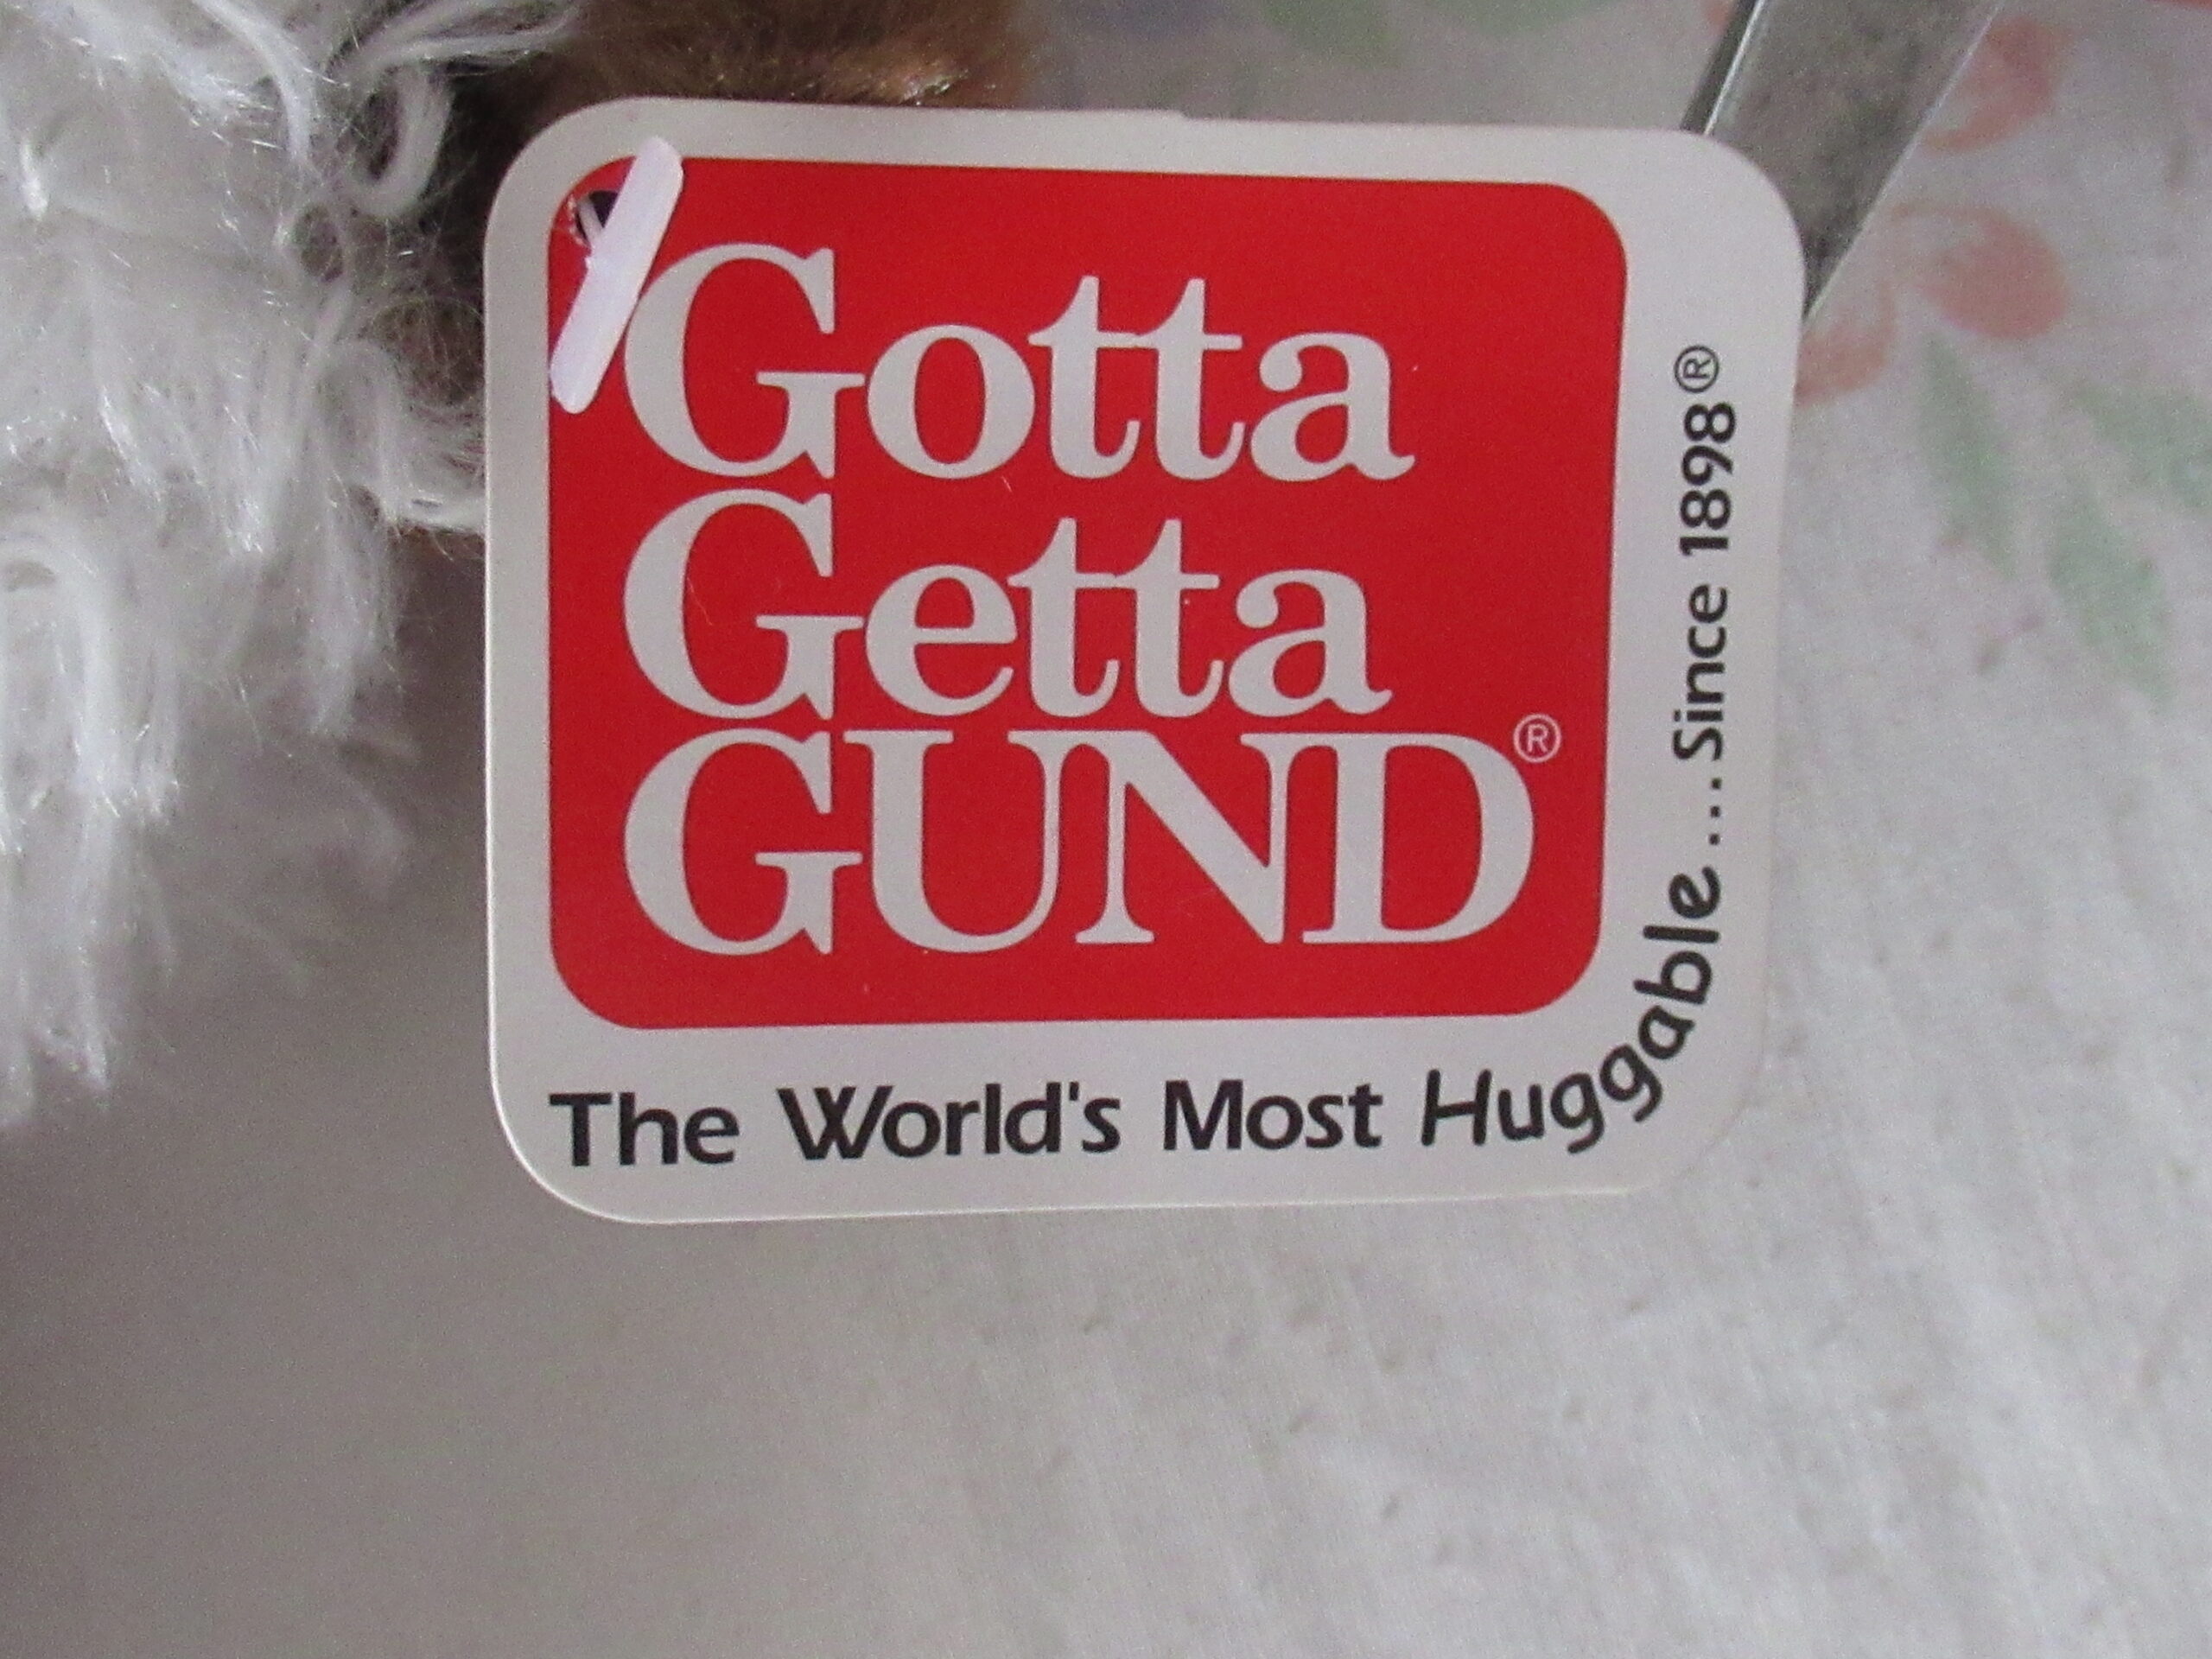 Gotta
Getta
GUND®
The World's Most Huggable...Since 1898®